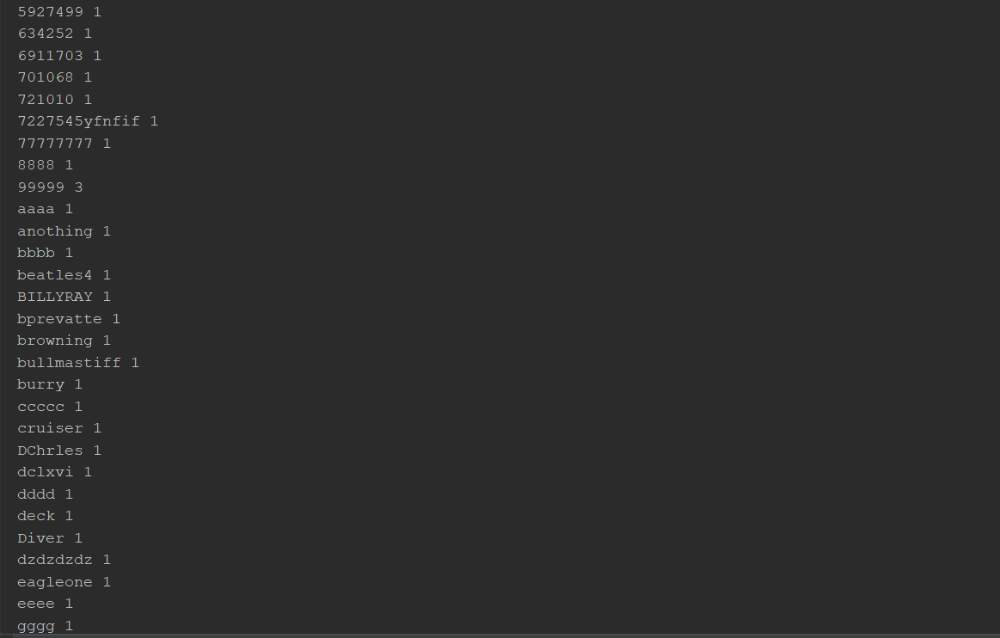 5927499 1
634252 1
6911703 1
701068 1
721010 1
7227545yfnfif 1
77777777 1
8888 1
99999 3
aaaa 1
anothing 1
bbbb 1
beatles4 1
BILLYRAY 1
bprevatte 1
browning 1
bullmastiff 1
burry 1
ccccc 1
cruiser 1
DChrles 1
dclxvi 1
dddd 1
deck 1
Diver 1
dzdzdzdz 1
eagleone 1
eeee 1
gggg 1